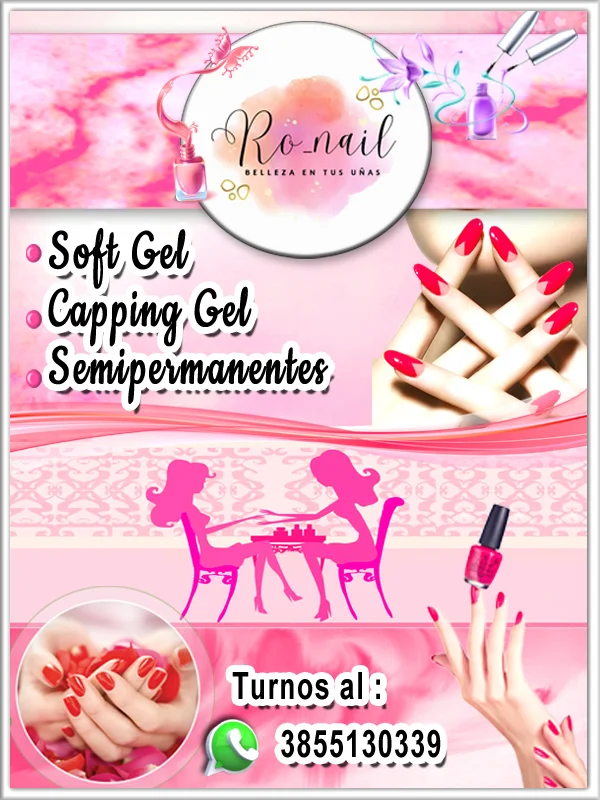 Ro_nail
BELLEZA EN TUS UÑAS
Soft Gel
Capping Gel
Semipermanentes
Turnos al :
3855130339